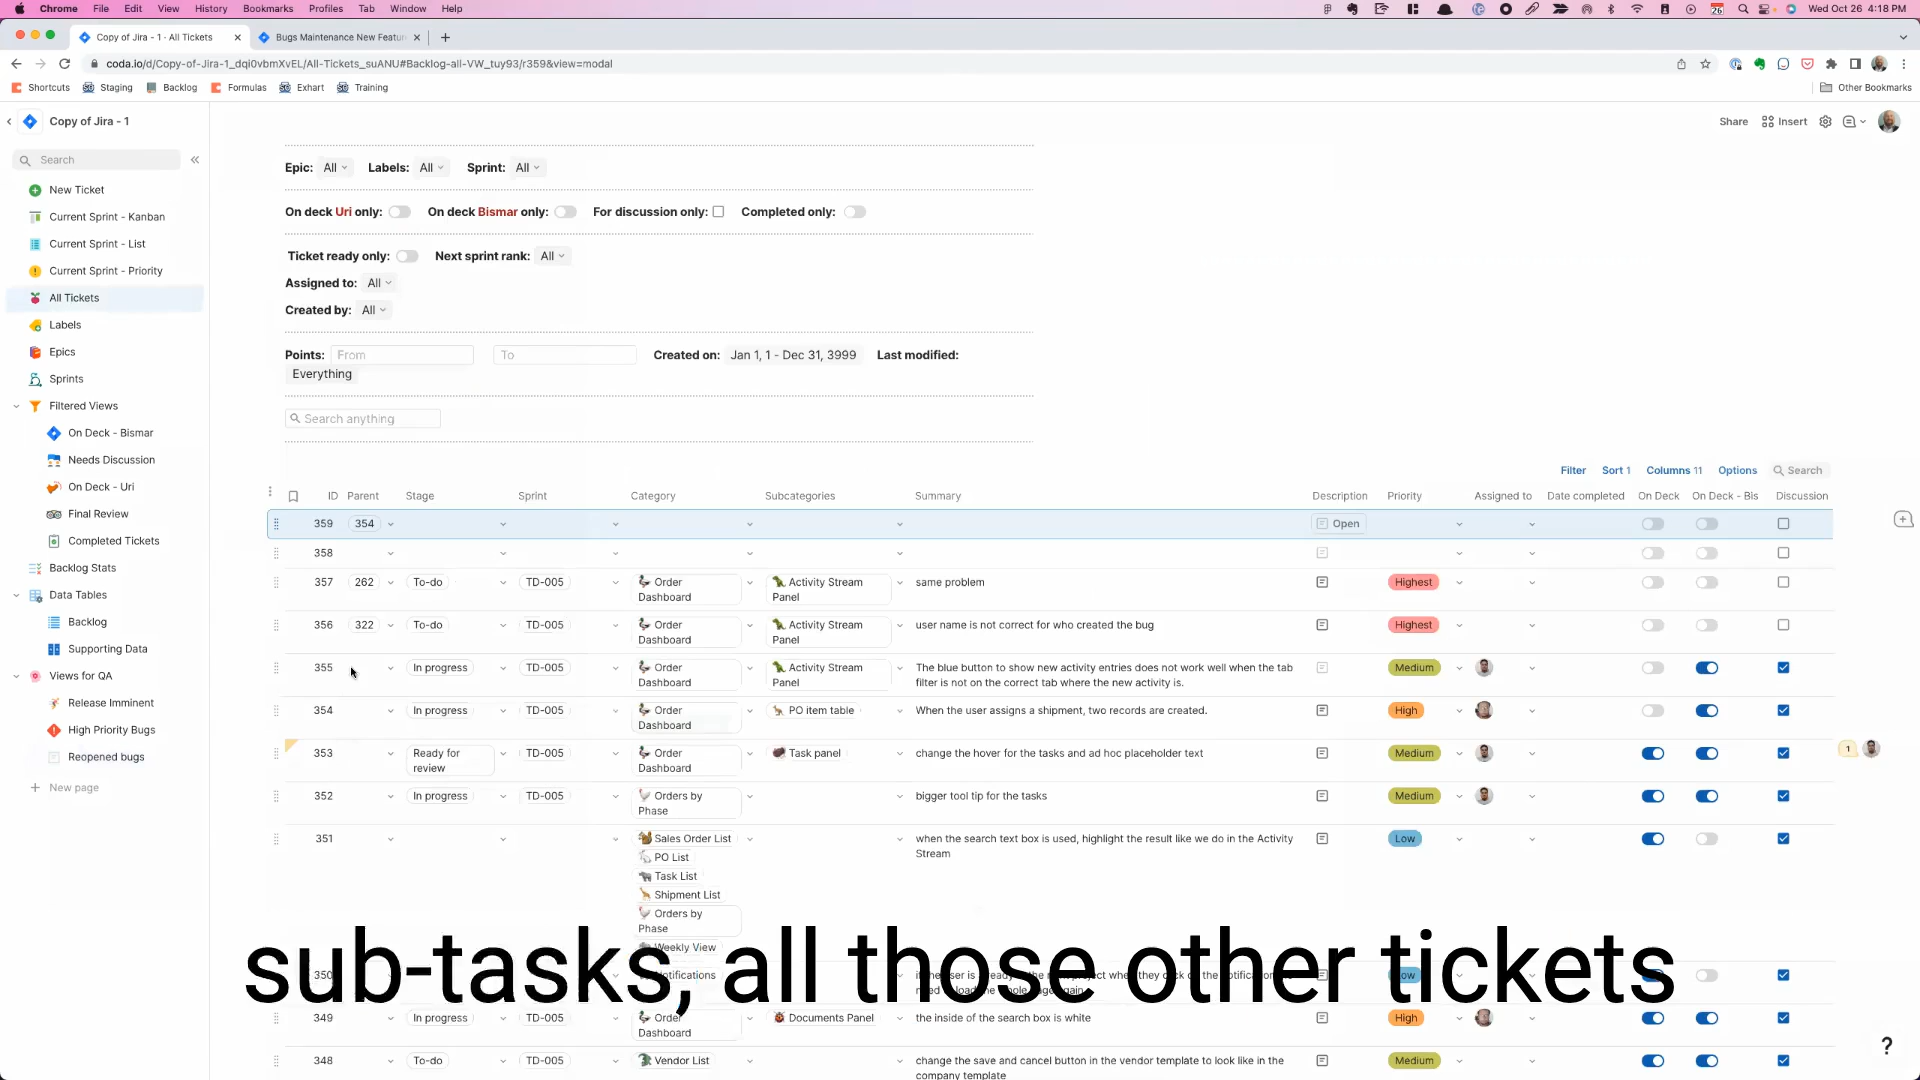 Chrome File Edit View History Bookmarks Profiles Tab Window Help Wed Oct 26 4:18 PM
Copy of Jira - 1 · All Tickets Bugs Maintenance New Featur
coda.io/d/Copy-of-Jira-1_dqi0vbmXvEL/All-Tickets_suANU#Backlog-all-VW_tuy93/r359&view=modal
Shortcuts Staging Backlog Formulas Exhart Training Other Bookmarks
Copy of Jira - 1 Share Insert
Search
New Ticket
Current Sprint - Kanban
Current Sprint - List
Current Sprint - Priority
All Tickets
Labels
Epics
Sprints
Filtered Views
On Deck - Bismar
Needs Discussion
On Deck - Uri
Final Review
Completed Tickets
Backlog Stats
Data Tables
Backlog
Supporting Data
Views for QA
Release Imminent
High Priority Bugs
Reopened bugs
New page
Epic: All Labels: All Sprint: All
On deck Uri only: On deck Bismar only: For discussion only: Completed only:
Ticket ready only: Next sprint rank: All
Assigned to: All
Created by: All
Points: From To Created on: Jan 1, 1 - Dec 31, 3999 Last modified:
Everything
Search anything
Filter Sort 1 Columns 11 Options Search
ID Parent Stage Sprint Category Subcategories Summary Description Priority Assigned to Date completed On Deck On Deck - Bis Discussion
359 354 Open
358
357 262 To-do TD-005 Order Activity Stream same problem Highest
Dashboard Panel
356 322 To-do TD-005 Order Activity Stream user name is not correct for who created the bug Highest
Dashboard Panel
355 In progress TD-005 Order Activity Stream The blue button to show new activity entries does not work well when the tab Medium
Dashboard Panel filter is not on the correct tab where the new activity is.
354 In progress TD-005 Order PO item table When the user assigns a shipment, two records are created. High
Dashboard
353 Ready for TD-005 Order Task panel change the hover for the tasks and ad hoc placeholder text Medium 1
review Dashboard
352 In progress TD-005 Orders by bigger tool tip for the tasks Medium
Phase
351 Sales Order List when the search text box is used, highlight the result like we do in the Activity Low
PO List Stream
Task List
Shipment List
Orders by
Phase
Weekly View
350 Notifications
sub-tasks, all those other tickets
349 In progress TD-005 Order Documents Panel the inside of the search box is white High
Dashboard
348 To-do TD-005 Vendor List change the save and cancel button in the vendor template to look like in the Medium
company template
?